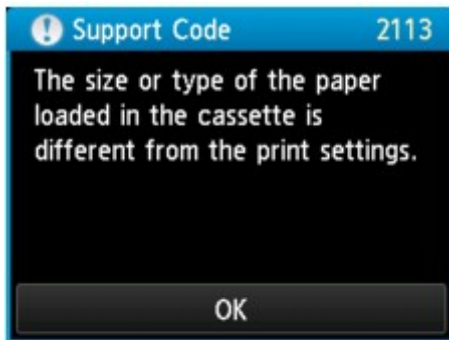 Support Code 2113
The size or type of the paper
loaded in the cassette is
different from the print settings.
OK